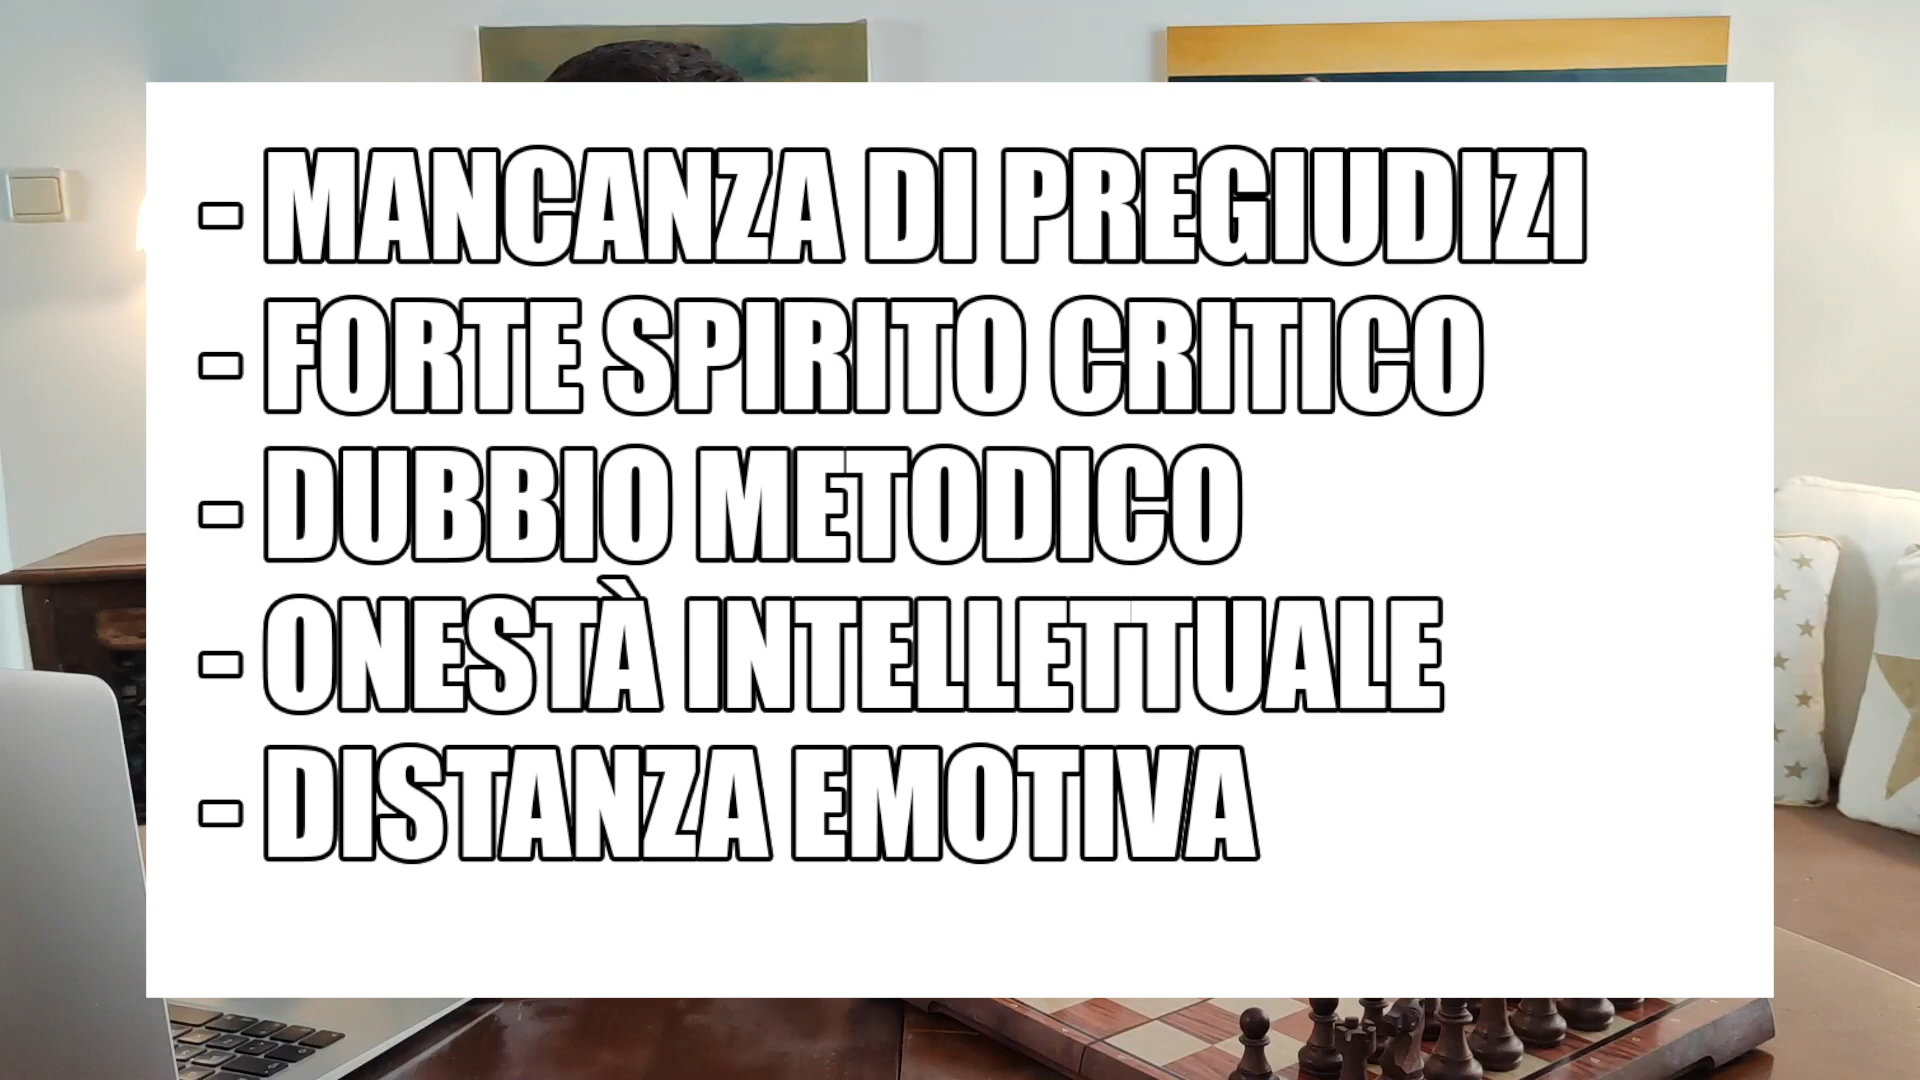 - MANCANZA DI PREGIUDIZI
- FORTE SPIRITO CRITICO
- DUBBIO METODICO
- ONESTÀ INTELLETTUALE
- DISTANZA EMOTIVA